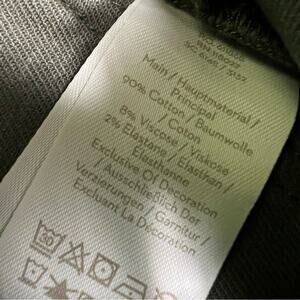 Main / Hauptmaterial /
Principal
90% Cotton / Baumwolle
/ Coton
8% Viscose / Viskose
2% Elastane / Elasthan /
Elasthanne
Exclusive Of Decoration
/ Ausschließlich Der
Verzierungen / Garnitur /
Excluant La Décoration